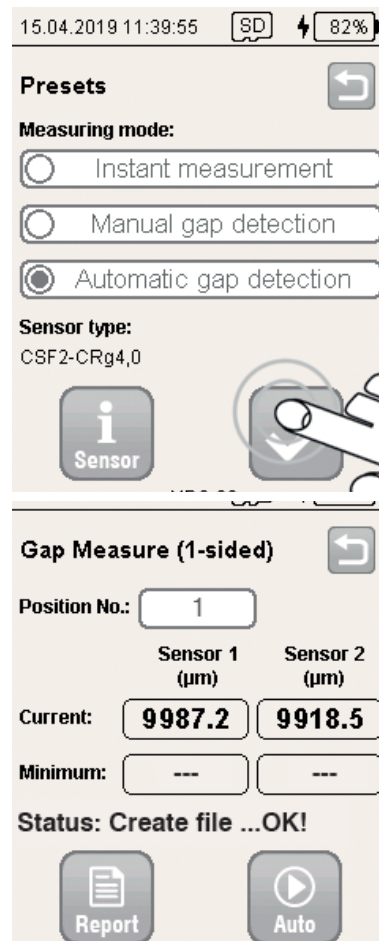 15.04.2019 11:39:55 SD 82%
Presets
Measuring mode:
Instant measurement
Manual gap detection
Automatic gap detection
Sensor type:
CSF2-CRg4,0
i
Sensor
Gap Measure (1-sided)
Position No.: 1
Sensor 1 Sensor 2
(µm) (µm)
Current: 9987.2 9918.5
Minimum: --- ---
Status: Create file ...OK!
Report Auto